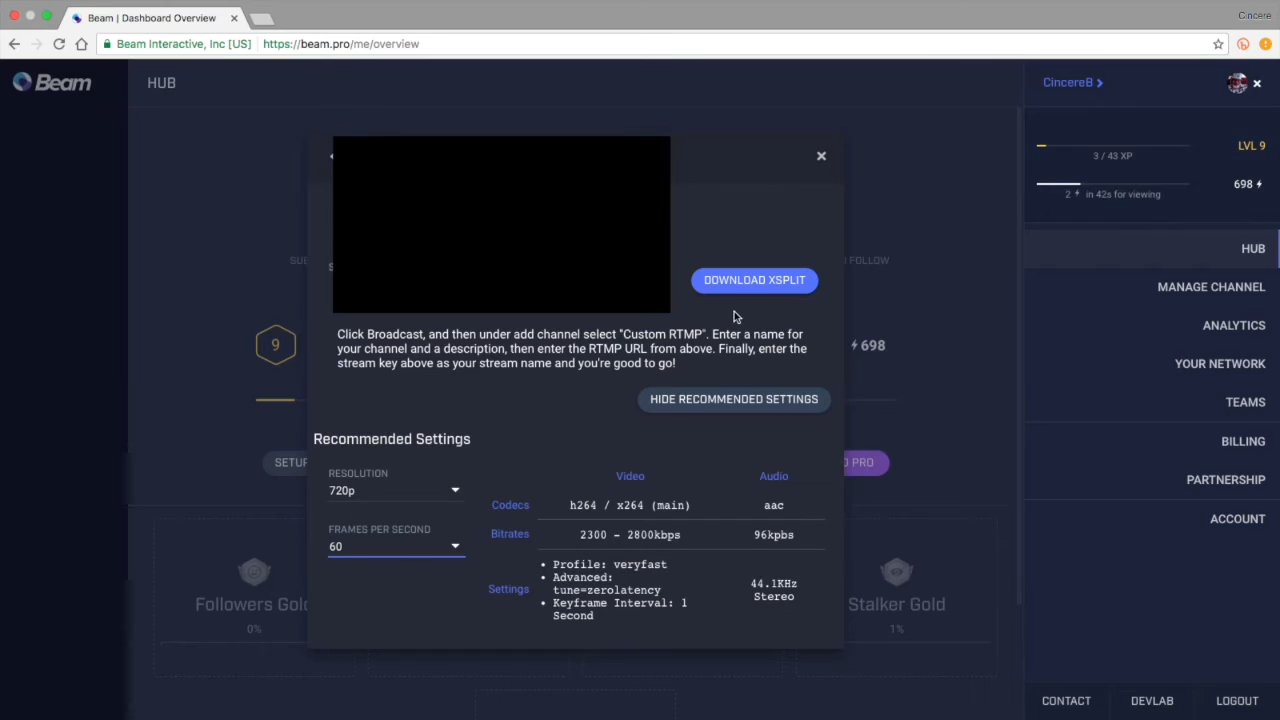 Beam | Dashboard Overview
Cincere
Beam Interactive, Inc [US]
https://beam.pro/me/overview
Beam
HUB
CincereB
LVL 9
3 / 43 XP
698
2 in 42s for viewing
HUB
MANAGE CHANNEL
ANALYTICS
YOUR NETWORK
TEAMS
BILLING
PARTNERSHIP
ACCOUNT
CONTACT
DEVLAB
LOGOUT
FOLLOW
DOWNLOAD XSPLIT
Click Broadcast, and then under add channel select "Custom RTMP". Enter a name for
your channel and a description, then enter the RTMP URL from above. Finally, enter the
stream key above as your stream name and you're good to go!
9
698
HIDE RECOMMENDED SETTINGS
Recommended Settings
PRO
RESOLUTION
720p
FRAMES PER SECOND
60
Video
Audio
Codecs
h264 / x264 (main)
aac
Bitrates
2300 - 2800kbps
96kpbs
Settings
• Profile: veryfast
• Advanced:
tune=zerolatency
• Keyframe Interval: 1
Second
44.1KHz
Stereo
Followers Gold
0%
Stalker Gold
1%